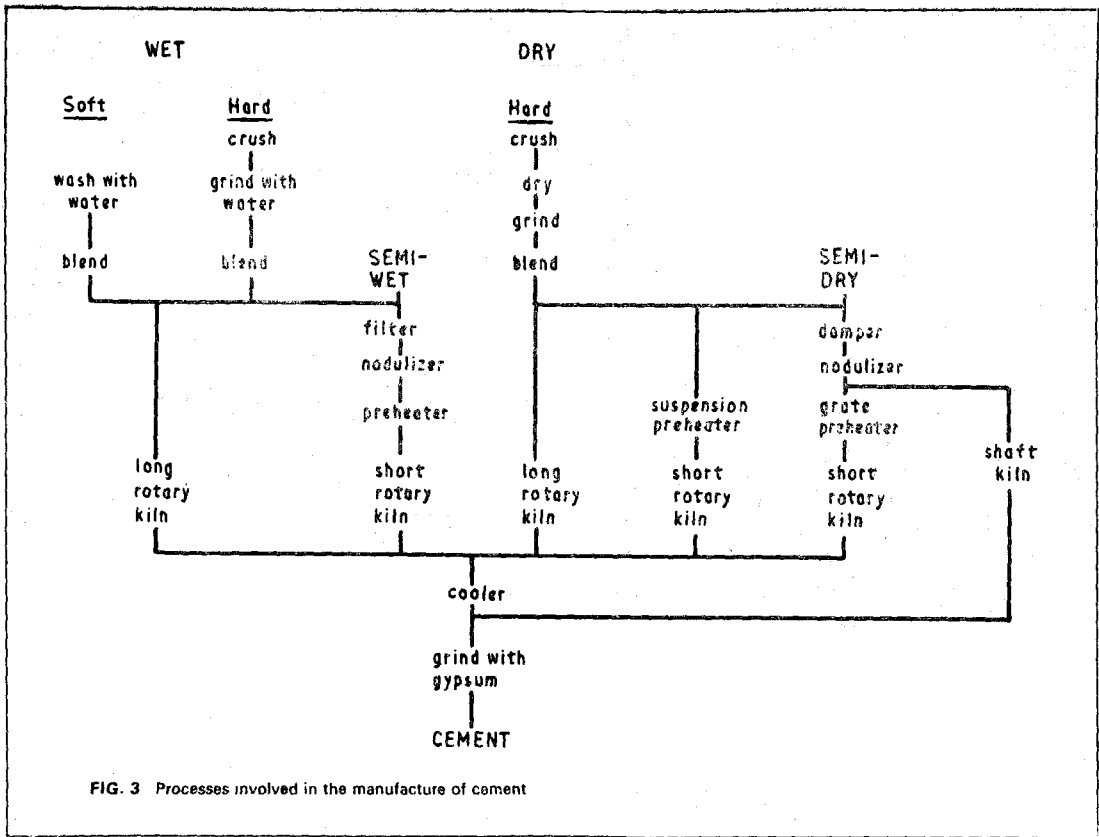 WET
DRY
Soft
Hard
Hard
crush
crush
wash with
water
grind with
water
dry
grind
blend
blend
blend
SEMI-
WET
SEMI-
DRY
filter
nodulizer
preheater
damper
nodulizer
suspension
preheater
grate
preheater
shaft
kiln
long
rotary
kiln
short
rotary
kiln
long
rotary
kiln
short
rotary
kiln
short
rotary
kiln
cooler
grind with
gypsum
CEMENT
FIG. 3 Processes involved in the manufacture of cement